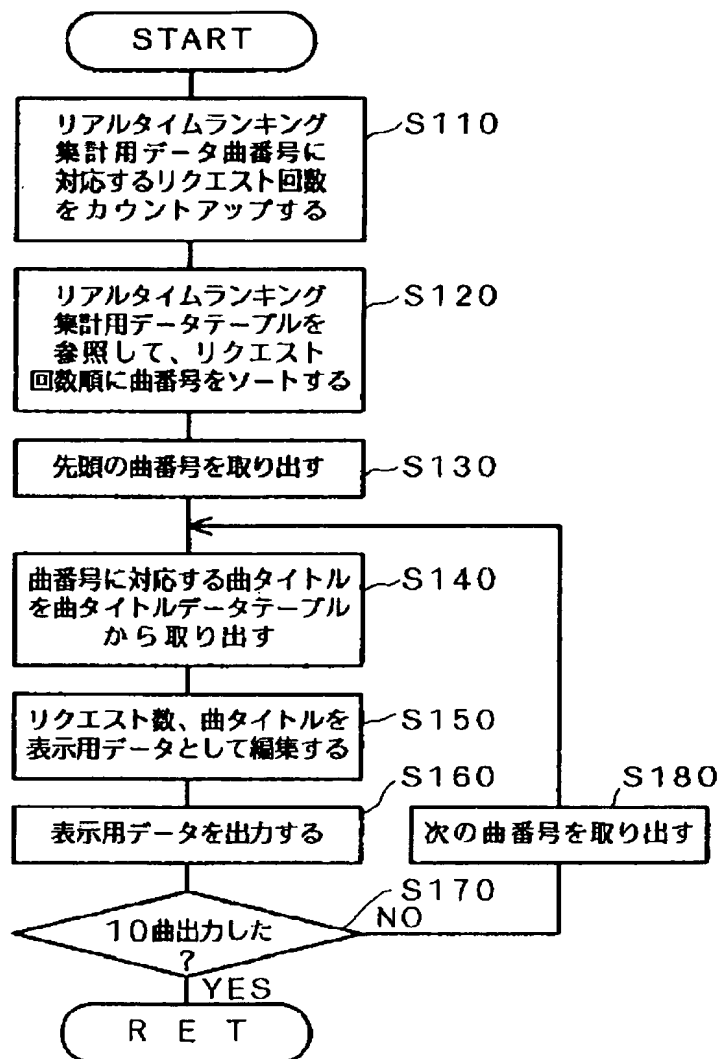 START
リアルタイムランキング
集計用データ曲番号に
対応するリクエスト回数
をカウントアップする
S110
リアルタイムランキング
集計用データテーブルを
参照して、リクエスト
回数順に曲番号をソートする
S120
先頭の曲番号を取り出す
S130
曲番号に対応する曲タイトル
を曲タイトルデータテーブル
から取り出す
S140
リクエスト数、曲タイトルを
表示用データとして編集する
S150
表示用データを出力する
S160
次の曲番号を取り出す
S180
10曲出力した
?
S170
NO
YES
RET